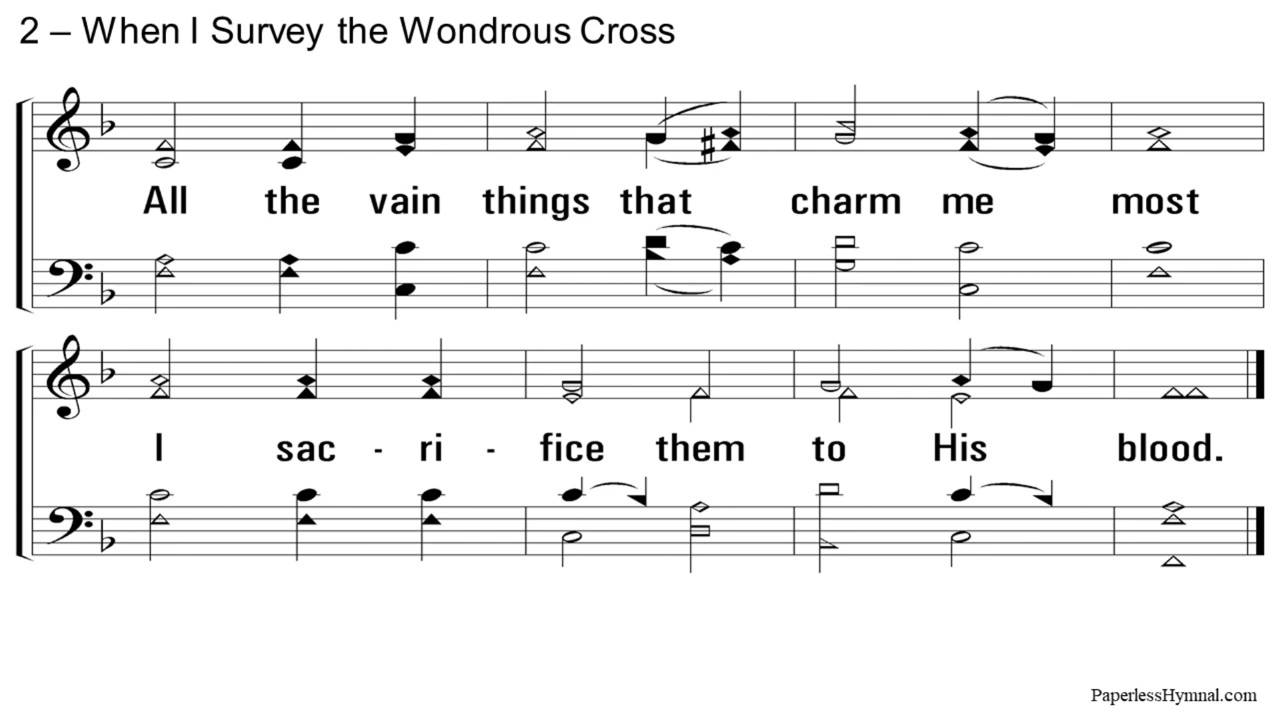 2 – When I Survey the Wondrous Cross
All the vain things that charm me most
I sac - ri - fice them to His blood.
PaperlessHymnal.com